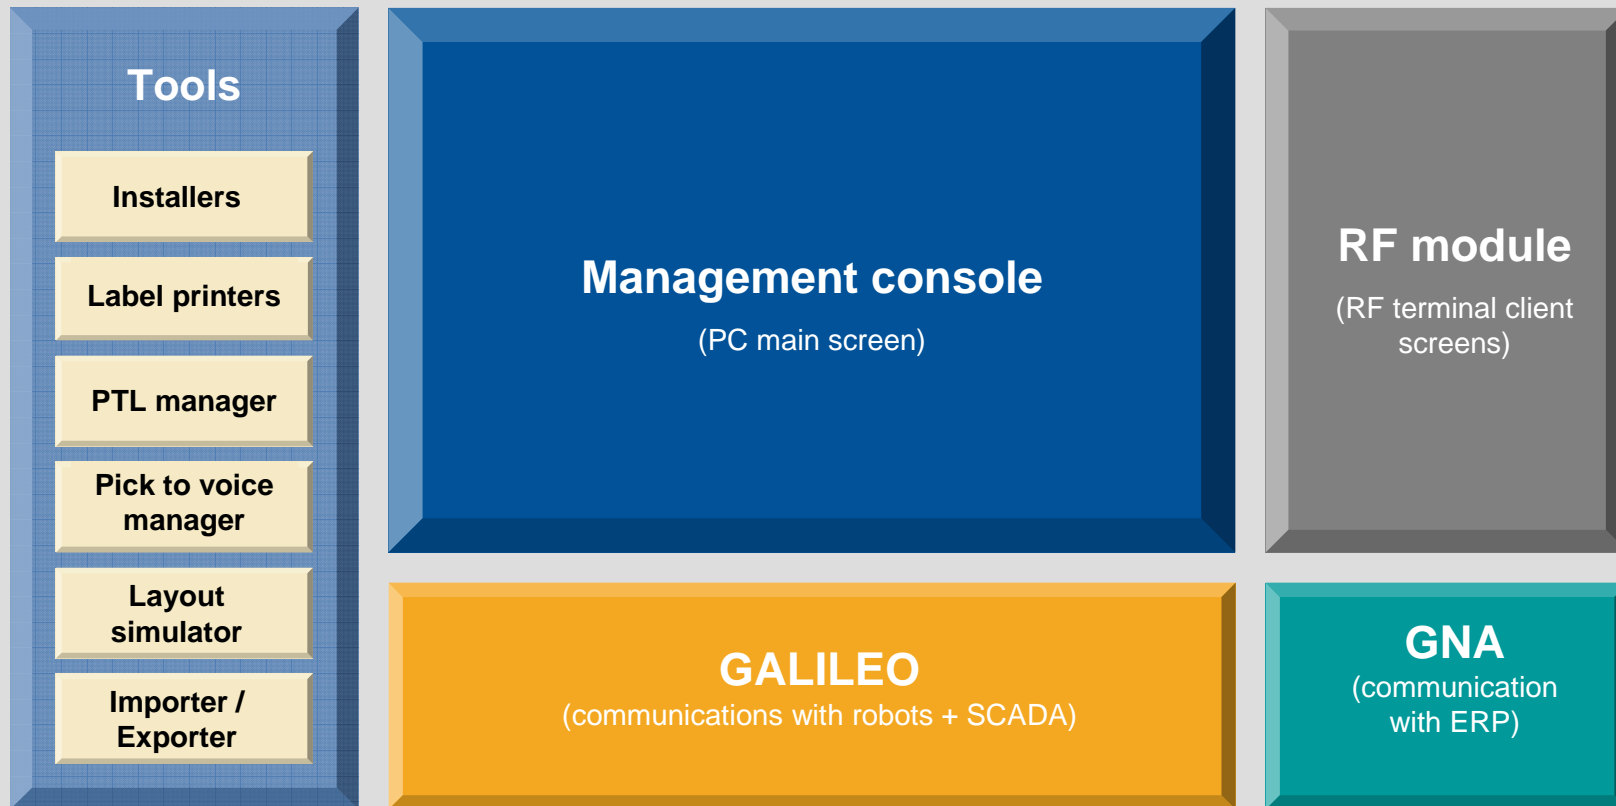 Tools
Installers
Label printers
PTL manager
Pick to voice
manager
Layout
simulator
Importer /
Exporter
Management console
(PC main screen)
RF module
(RF terminal client
screens)
GALILEO
(communications with robots + SCADA)
GNA
(communication
with ERP)